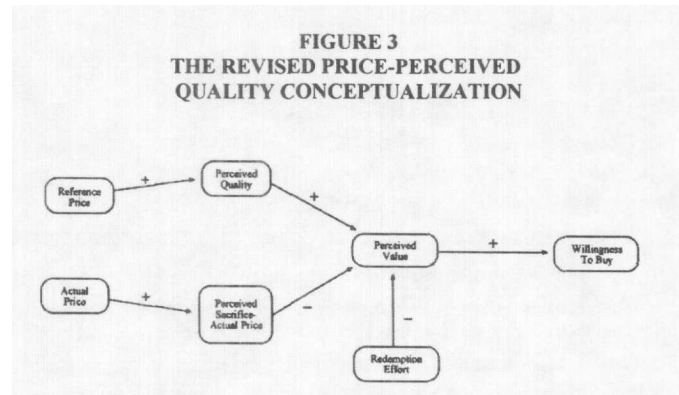 FIGURE 3
THE REVISED PRICE-PERCEIVED
QUALITY CONCEPTUALIZATION
Reference
Price
+
Perceived
Quality
+
Perceived
Value
+
Willingness
To Buy
Actual
Price
+
Perceived
Sacrifice-
Actual Price
–
–
Redemption
Effort